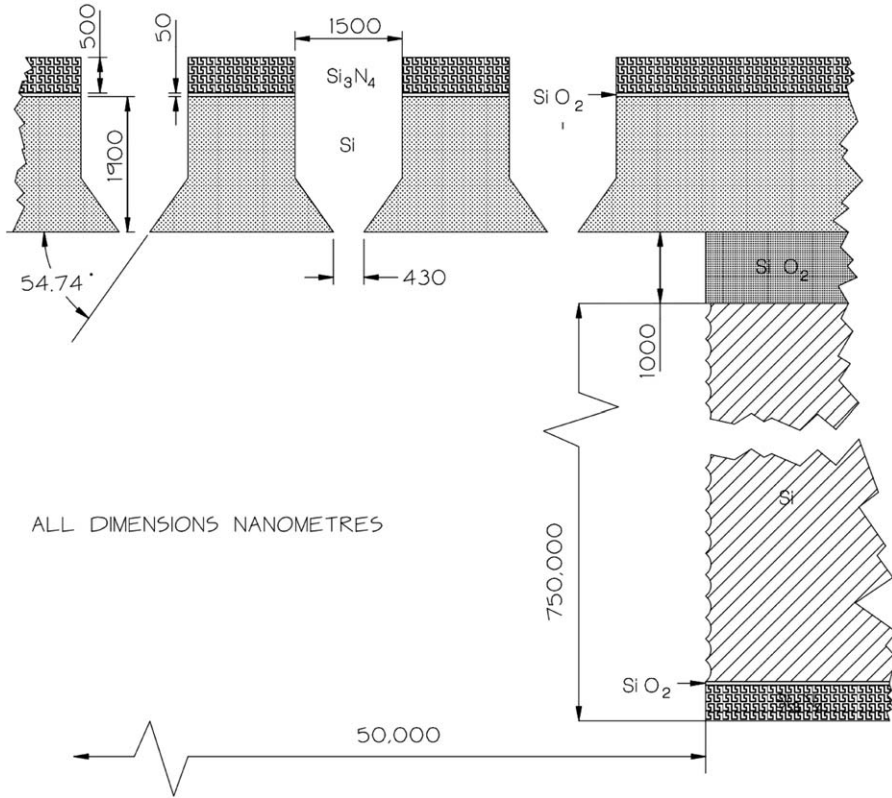 500
50
1500
Si₃N₄
SiO₂
Si
1900
54.74°
430
SiO₂
1000
Si
ALL DIMENSIONS NANOMETRES
750,000
SiO₂
50,000